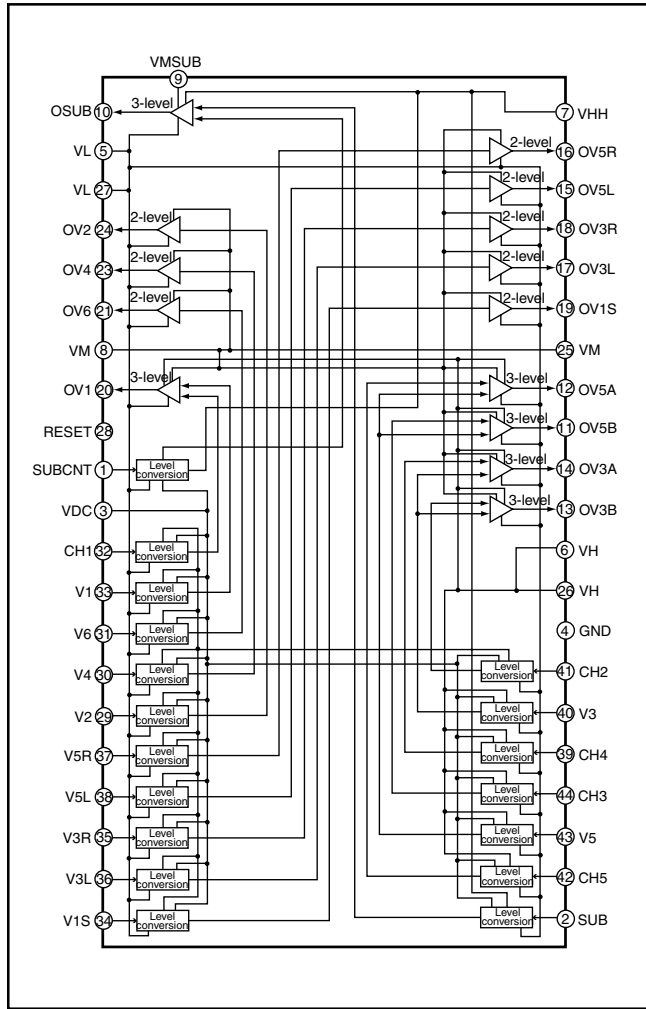 VMSUB
9
OSUB 10 3-level 7 VHH
VL 5 2-level 16 OV5R
VL 27 2-level 15 OV5L
OV2 24 2-level 2-level 18 OV3R
OV4 23 2-level 2-level 17 OV3L
OV6 21 2-level 2-level 19 OV1S
VM 8 25 VM
OV1 20 3-level 3-level 12 OV5A
RESET 28 3-level 11 OV5B
SUBCNT 1 Level conversion 3-level 14 OV3A
VDC 3 3-level 13 OV3B
CH1 32 Level conversion 6 VH
V1 33 Level conversion 26 VH
V6 31 Level conversion 4 GND
V4 30 Level conversion Level conversion 41 CH2
V2 29 Level conversion Level conversion 40 V3
V5R 37 Level conversion Level conversion 39 CH4
V5L 38 Level conversion Level conversion 44 CH3
V3R 35 Level conversion Level conversion 43 V5
V3L 36 Level conversion Level conversion 42 CH5
V1S 34 Level conversion Level conversion 2 SUB